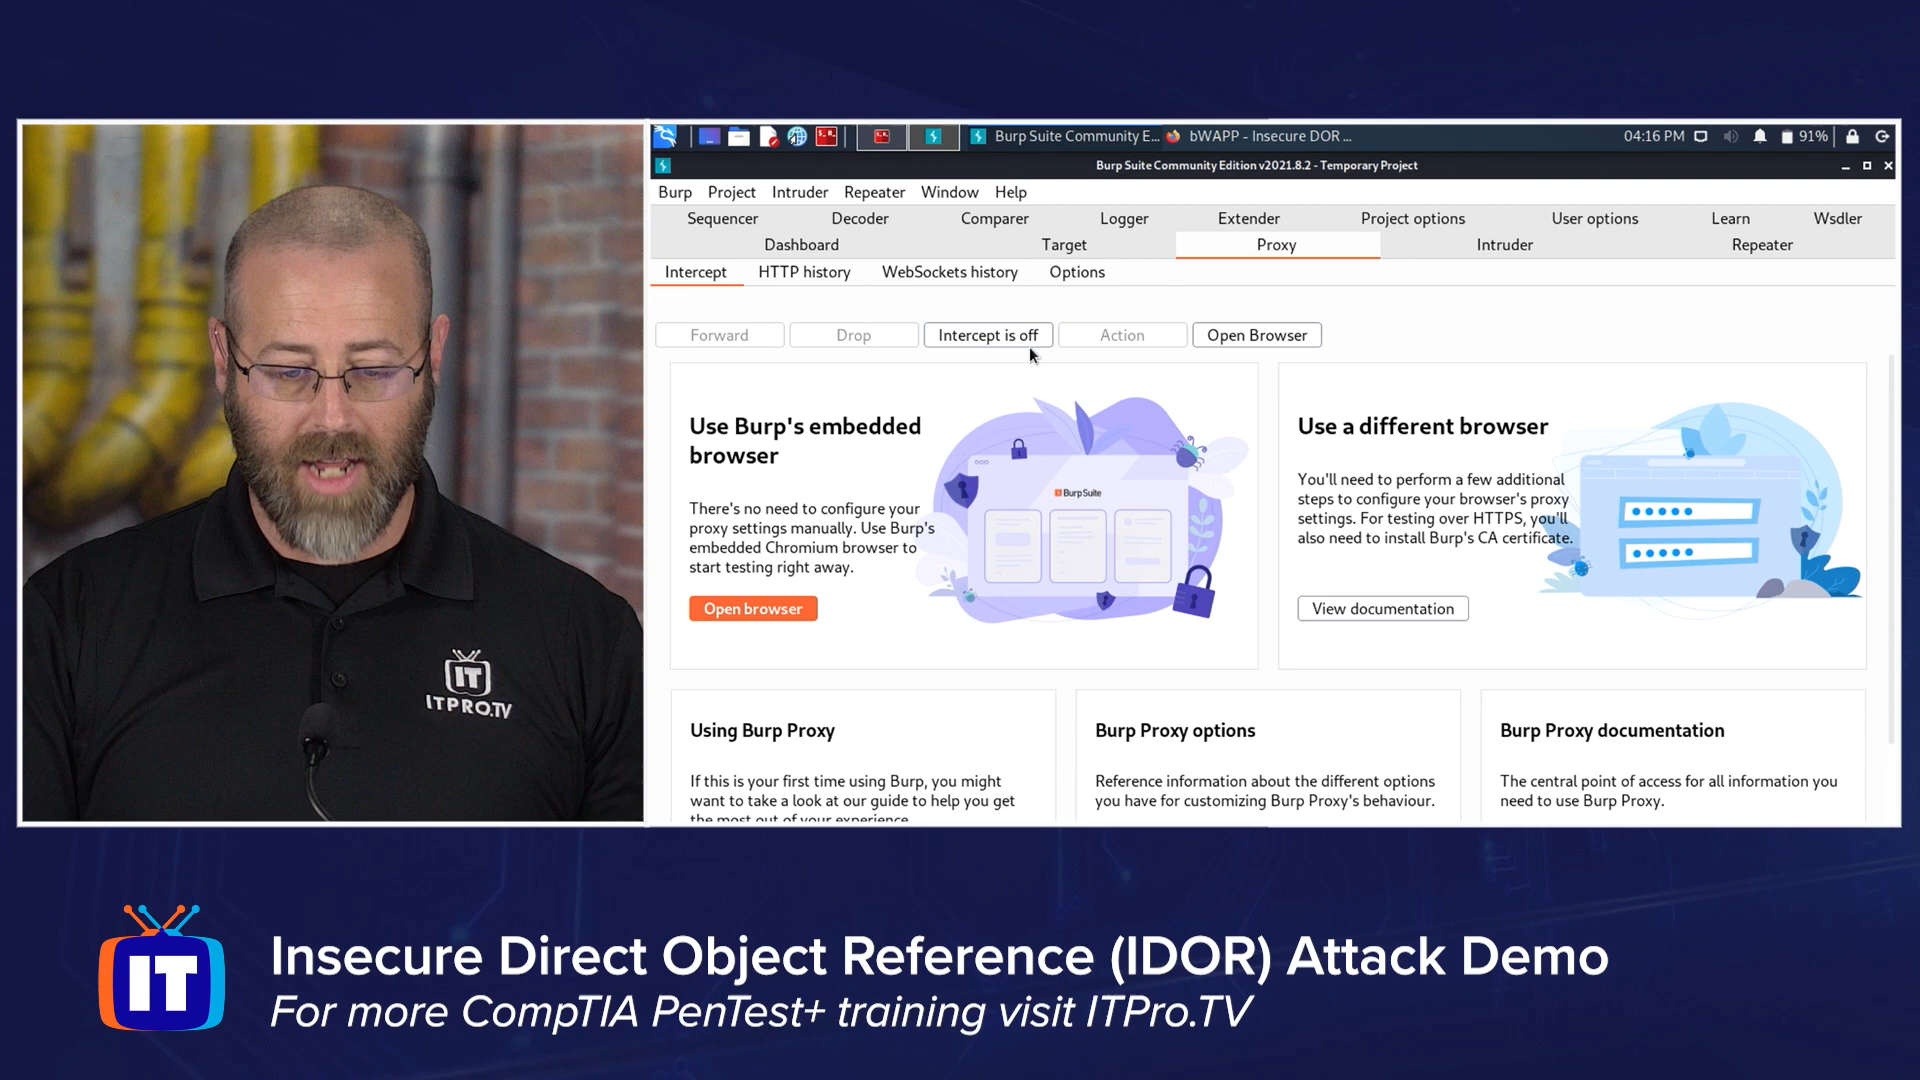 Burp Suite Community E...
bWAPP - Insecure DOR ...
04:16 PM
91%
Burp Suite Community Edition v2021.8.2 - Temporary Project
Burp Project Intruder Repeater Window Help
Sequencer Decoder Comparer Logger Extender Project options User options Learn Wsdler
Dashboard Target Proxy Intruder Repeater
Intercept HTTP history WebSockets history Options
Forward Drop Intercept is off Action Open Browser
Use Burp's embedded
browser
There's no need to configure your
proxy settings manually. Use Burp's
embedded Chromium browser to
start testing right away.
Open browser
Burp Suite
Use a different browser
You'll need to perform a few additional
steps to configure your browser's proxy
settings. For testing over HTTPS, you'll
also need to install Burp's CA certificate.
View documentation
Using Burp Proxy
If this is your first time using Burp, you might
want to take a look at our guide to help you get
the most out of your experience.
Burp Proxy options
Reference information about the different options
you have for customizing Burp Proxy's behaviour.
Burp Proxy documentation
The central point of access for all information you
need to use Burp Proxy.
IT
ITPRO.TV
IT
Insecure Direct Object Reference (IDOR) Attack Demo
For more CompTIA PenTest+ training visit ITPro.TV